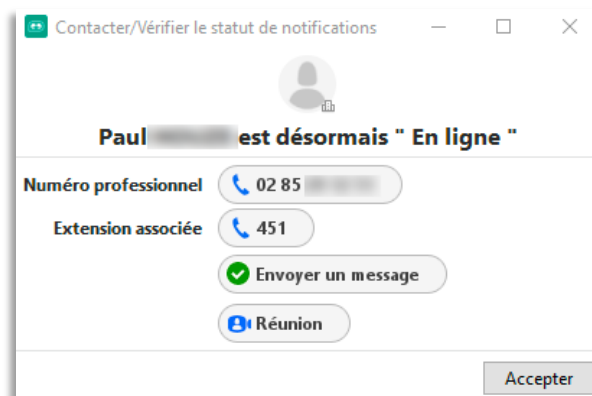 Contacter/Vérifier le statut de notifications
Paul est désormais " En ligne "
Numéro professionnel 02 85
Extension associée 451
Envoyer un message
Réunion
Accepter